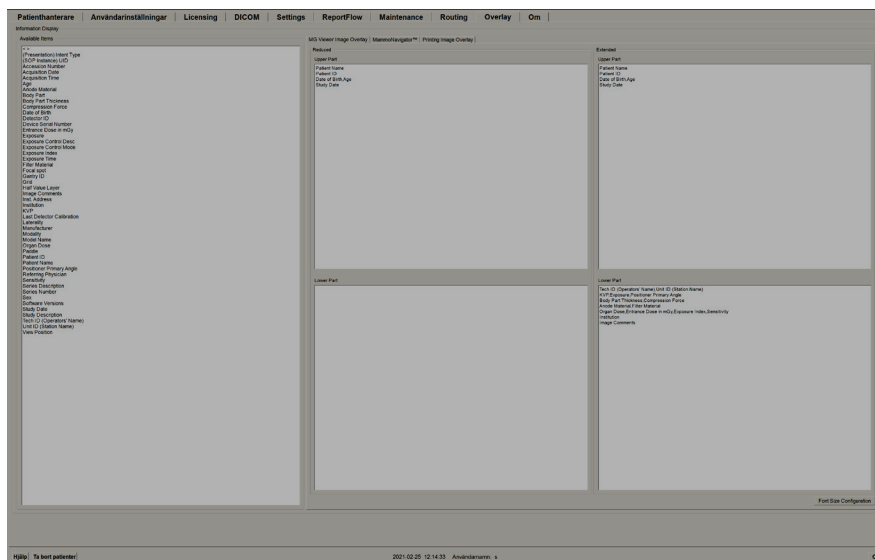 Patienthanterare Användarinställningar Licensing DICOM Settings ReportFlow Maintenance Routing Overlay Om
Information Display
Available Items
(Presentation) Intent Type
(SOP Instance) UID
Accession Number
Acquisition Date
Acquisition Time
Age
Anode Material
Body Part
Body Part Thickness
Compression Force
Date of Birth
Detector ID
Device Serial Number
Entrance Dose in mGy
Exposure
Exposure Control Desc
Exposure Control Mode
Exposure Index
Exposure Time
Filter Material
Focal spot
Gantry ID
Grid
Half Value Layer
Image Comments
Inst. Address
Institution
KVP
Last Detector Calibration
Laterality
Manufacturer
Modality
Model Name
Organ Dose
Paddle
Patient ID
Patient Name
Positioner Primary Angle
Referring Physician
Sensitivity
Series Description
Series Number
Sex
Software Versions
Study Date
Study Description
Tech ID (Operators' Name)
Unit ID (Station Name)
View Position
MG Viewer Image Overlay MammoNavigator™ Printing Image Overlay
Reduced
Upper Part
Patient Name
Patient ID
Date of Birth,Age
Study Date
Lower Part
Extended
Upper Part
Patient Name
Patient ID
Date of Birth,Age
Study Date
Lower Part
Tech ID (Operators' Name),Unit ID (Station Name)
KVP,Exposure,Positioner Primary Angle
Body Part Thickness,Compression Force
Anode Material,Filter Material
Organ Dose,Entrance Dose in mGy,Exposure Index,Sensitivity
Institution
Image Comments
Font Size Configuration
Hjälp Ta bort patienter 2021-02-25 12:14:33 Användarnamn: s